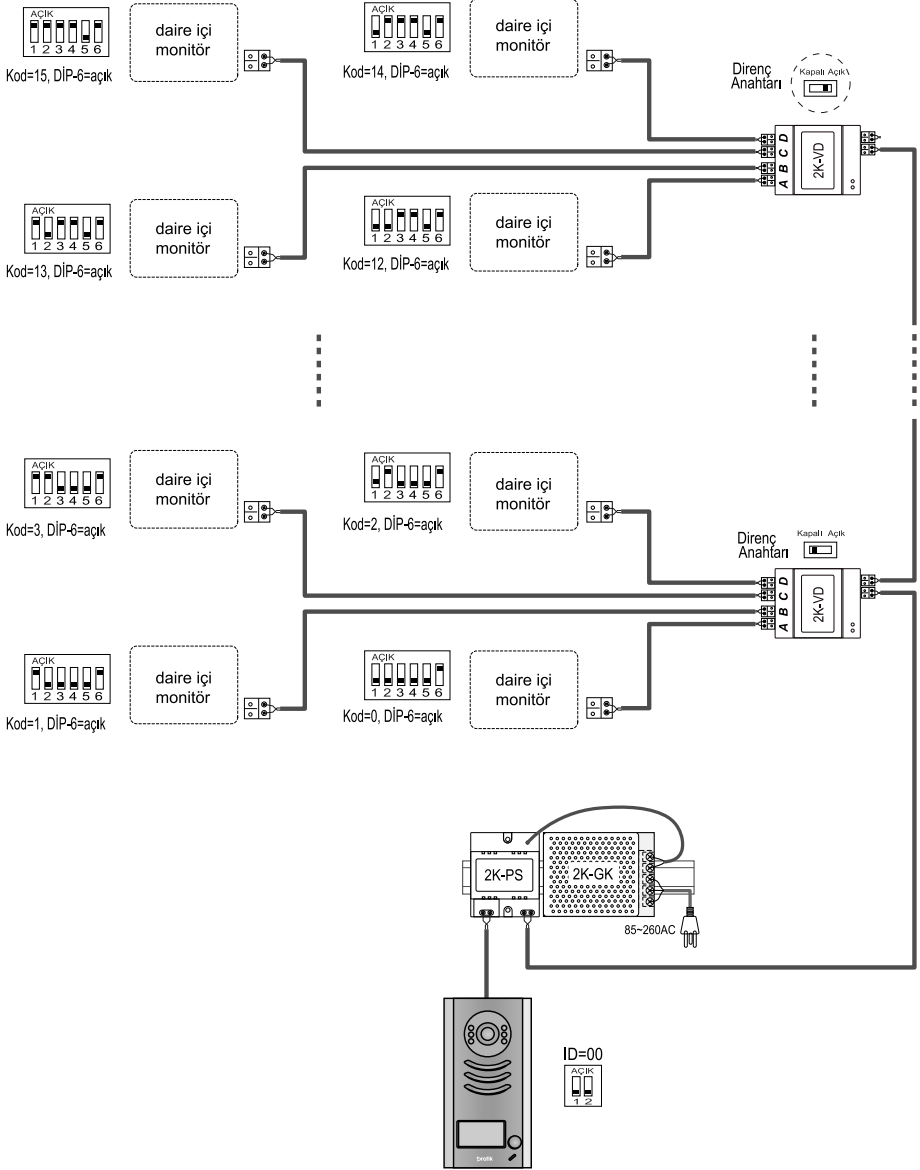 AÇIK
1 2 3 4 5 6
Kod=15, DİP-6=açık
daire içi
monitör
AÇIK
1 2 3 4 5 6
Kod=14, DİP-6=açık
daire içi
monitör
Direnç
Anahtarı
Kapalı Açık
D
C
B
A
2K-VD
AÇIK
1 2 3 4 5 6
Kod=13, DİP-6=açık
daire içi
monitör
AÇIK
1 2 3 4 5 6
Kod=12, DİP-6=açık
daire içi
monitör
AÇIK
1 2 3 4 5 6
Kod=3, DİP-6=açık
daire içi
monitör
AÇIK
1 2 3 4 5 6
Kod=2, DİP-6=açık
daire içi
monitör
Direnç
Anahtarı
Kapalı Açik
D
C
B
A
2K-VD
AÇIK
1 2 3 4 5 6
Kod=1, DİP-6=açık
daire içi
monitör
AÇIK
1 2 3 4 5 6
Kod=0, DİP-6=açık
daire içi
monitör
2K-PS
2K-GK
85~260AC
ID=00
AÇIK
1 2